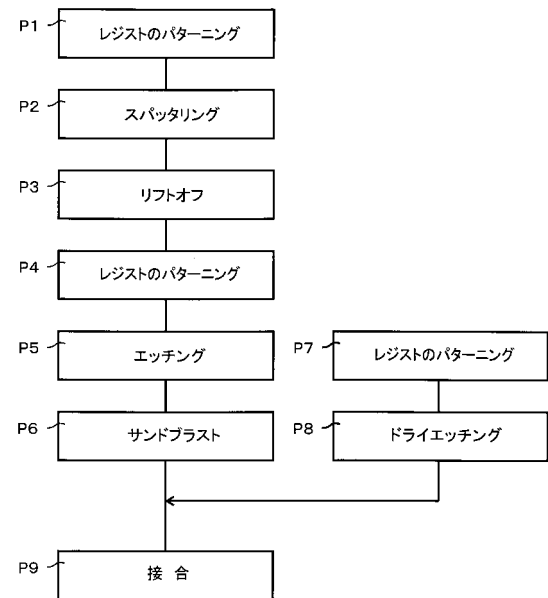 P1
レジストのパターニング
P2
スパッタリング
P3
リフトオフ
P4
レジストのパターニング
P5
エッチング
P7
レジストのパターニング
P6
サンドブラスト
P8
ドライエッチング
P9
接 合